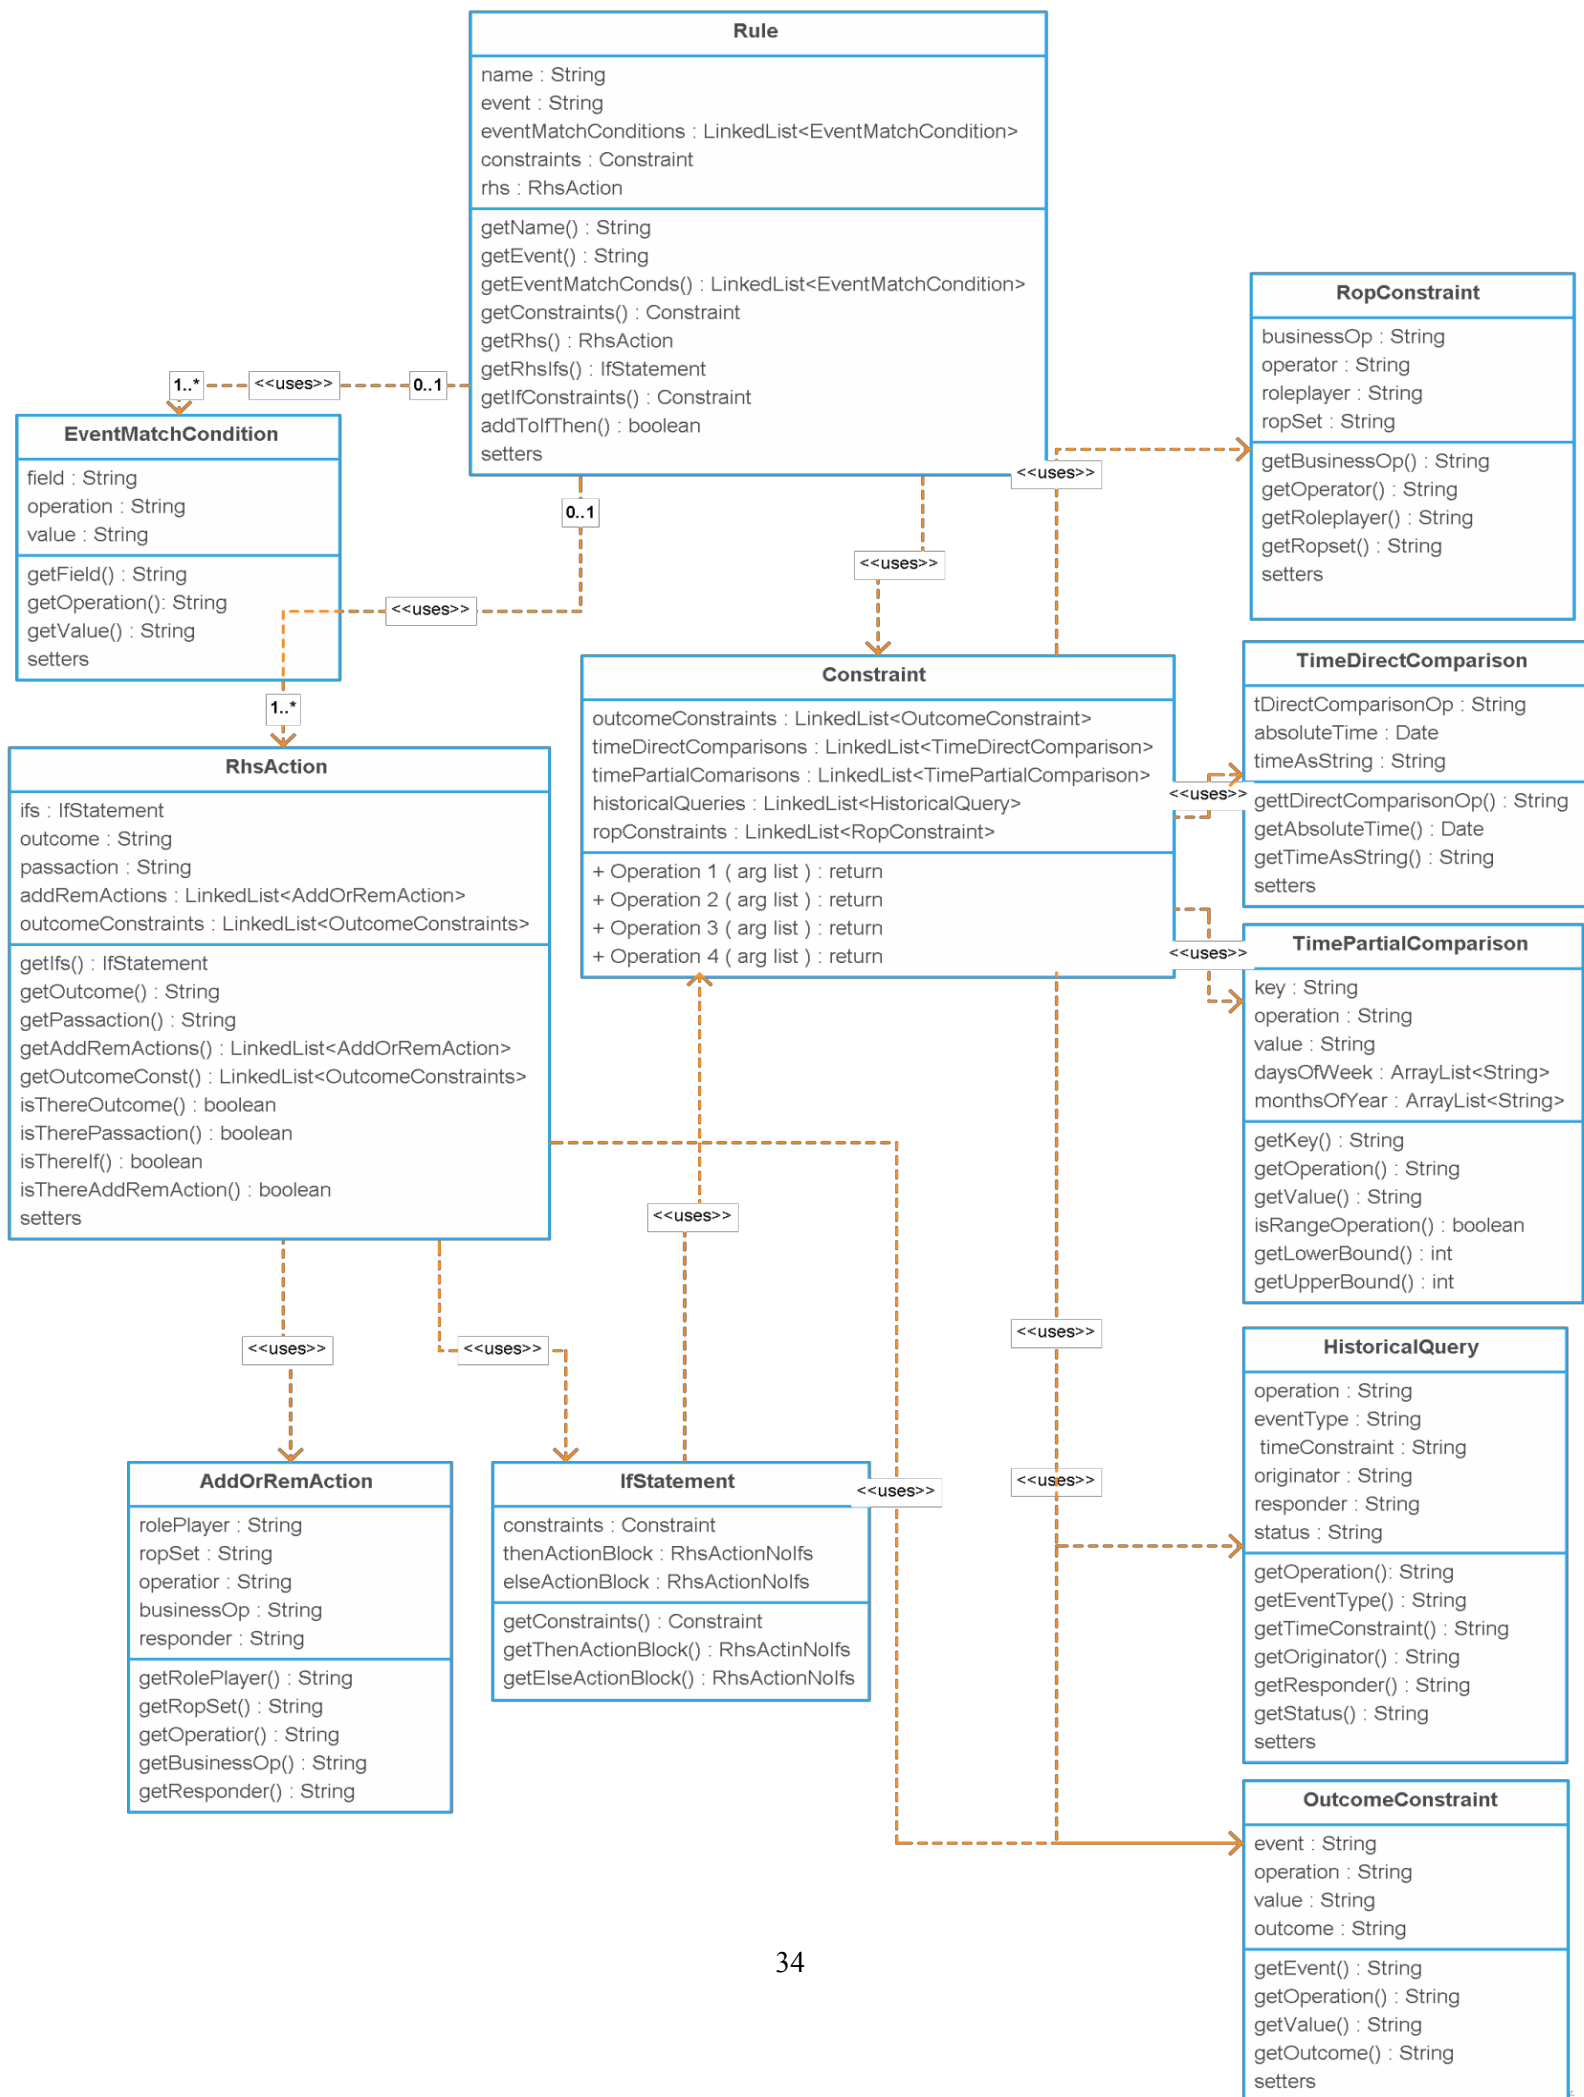 Rule
name : String
event : String
eventMatchConditions : LinkedList<EventMatchCondition>
constraints : Constraint
rhs : RhsAction
getName() : String
getEvent() : String
getEventMatchConds() : LinkedList<EventMatchCondition>
getConstraints() : Constraint
getRhs() : RhsAction
getRhsIfs() : IfStatement
getIfConstraints() : Constraint
addToIfThen() : boolean
setters
1..*
<<uses>>
0..1
EventMatchCondition
field : String
operation : String
value : String
getField() : String
getOperation(): String
getValue() : String
setters
0..1
<<uses>>
1..*
<<uses>>
<<uses>>
RopConstraint
businessOp : String
operator : String
roleplayer : String
ropSet : String
getBusinessOp() : String
getOperator() : String
getRoleplayer() : String
getRopset() : String
setters
Constraint
outcomeConstraints : LinkedList<OutcomeConstraint>
timeDirectComparisons : LinkedList<TimeDirectComparison>
timePartialComarisons : LinkedList<TimePartialComparison>
historicalQueries : LinkedList<HistoricalQuery>
ropConstraints : LinkedList<RopConstraint>
+ Operation 1 ( arg list ) : return
+ Operation 2 ( arg list ) : return
+ Operation 3 ( arg list ) : return
+ Operation 4 ( arg list ) : return
<<uses>>
<<uses>>
TimeDirectComparison
tDirectComparisonOp : String
absoluteTime : Date
timeAsString : String
gettDirectComparisonOp() : String
getAbsoluteTime() : Date
getTimeAsString() : String
setters
TimePartialComparison
key : String
operation : String
value : String
daysOfWeek : ArrayList<String>
monthsOfYear : ArrayList<String>
getKey() : String
getOperation() : String
getValue() : String
isRangeOperation() : boolean
getLowerBound() : int
getUpperBound() : int
RhsAction
ifs : IfStatement
outcome : String
passaction : String
addRemActions : LinkedList<AddOrRemAction>
outcomeConstraints : LinkedList<OutcomeConstraints>
getIfs() : IfStatement
getOutcome() : String
getPassaction() : String
getAddRemActions() : LinkedList<AddOrRemAction>
getOutcomeConst() : LinkedList<OutcomeConstraints>
isThereOutcome() : boolean
isTherePassaction() : boolean
isThereIf() : boolean
isThereAddRemAction() : boolean
setters
<<uses>>
<<uses>>
<<uses>>
<<uses>>
<<uses>>
<<uses>>
AddOrRemAction
rolePlayer : String
ropSet : String
operatior : String
businessOp : String
responder : String
getRolePlayer() : String
getRopSet() : String
getOperatior() : String
getBusinessOp() : String
getResponder() : String
IfStatement
constraints : Constraint
thenActionBlock : RhsActionNoIfs
elseActionBlock : RhsActionNoIfs
getConstraints() : Constraint
getThenActionBlock() : RhsActinNoIfs
getElseActionBlock() : RhsActionNoIfs
HistoricalQuery
operation : String
eventType : String
timeConstraint : String
originator : String
responder : String
status : String
getOperation(): String
getEventType() : String
getTimeConstraint() : String
getOriginator() : String
getResponder() : String
getStatus() : String
setters
OutcomeConstraint
event : String
operation : String
value : String
outcome : String
getEvent() : String
getOperation() : String
getValue() : String
getOutcome() : String
setters
34